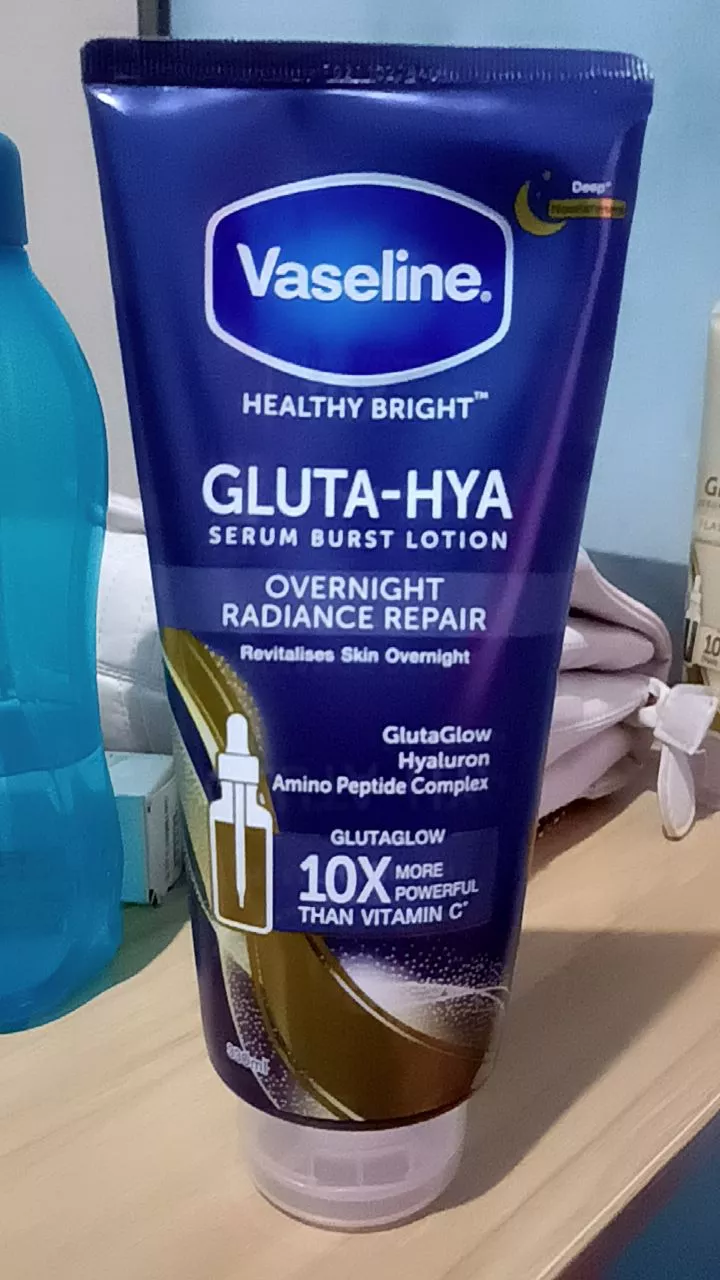 Deep*
Vaseline.
HEALTHY BRIGHT™
GLUTA-HYA
SERUM BURST LOTION
OVERNIGHT
RADIANCE REPAIR
Revitalises Skin Overnight
GlutaGlow
Hyaluron
Amino Peptide Complex
GLUTAGLOW
10X MORE
POWERFUL
THAN VITAMIN C*